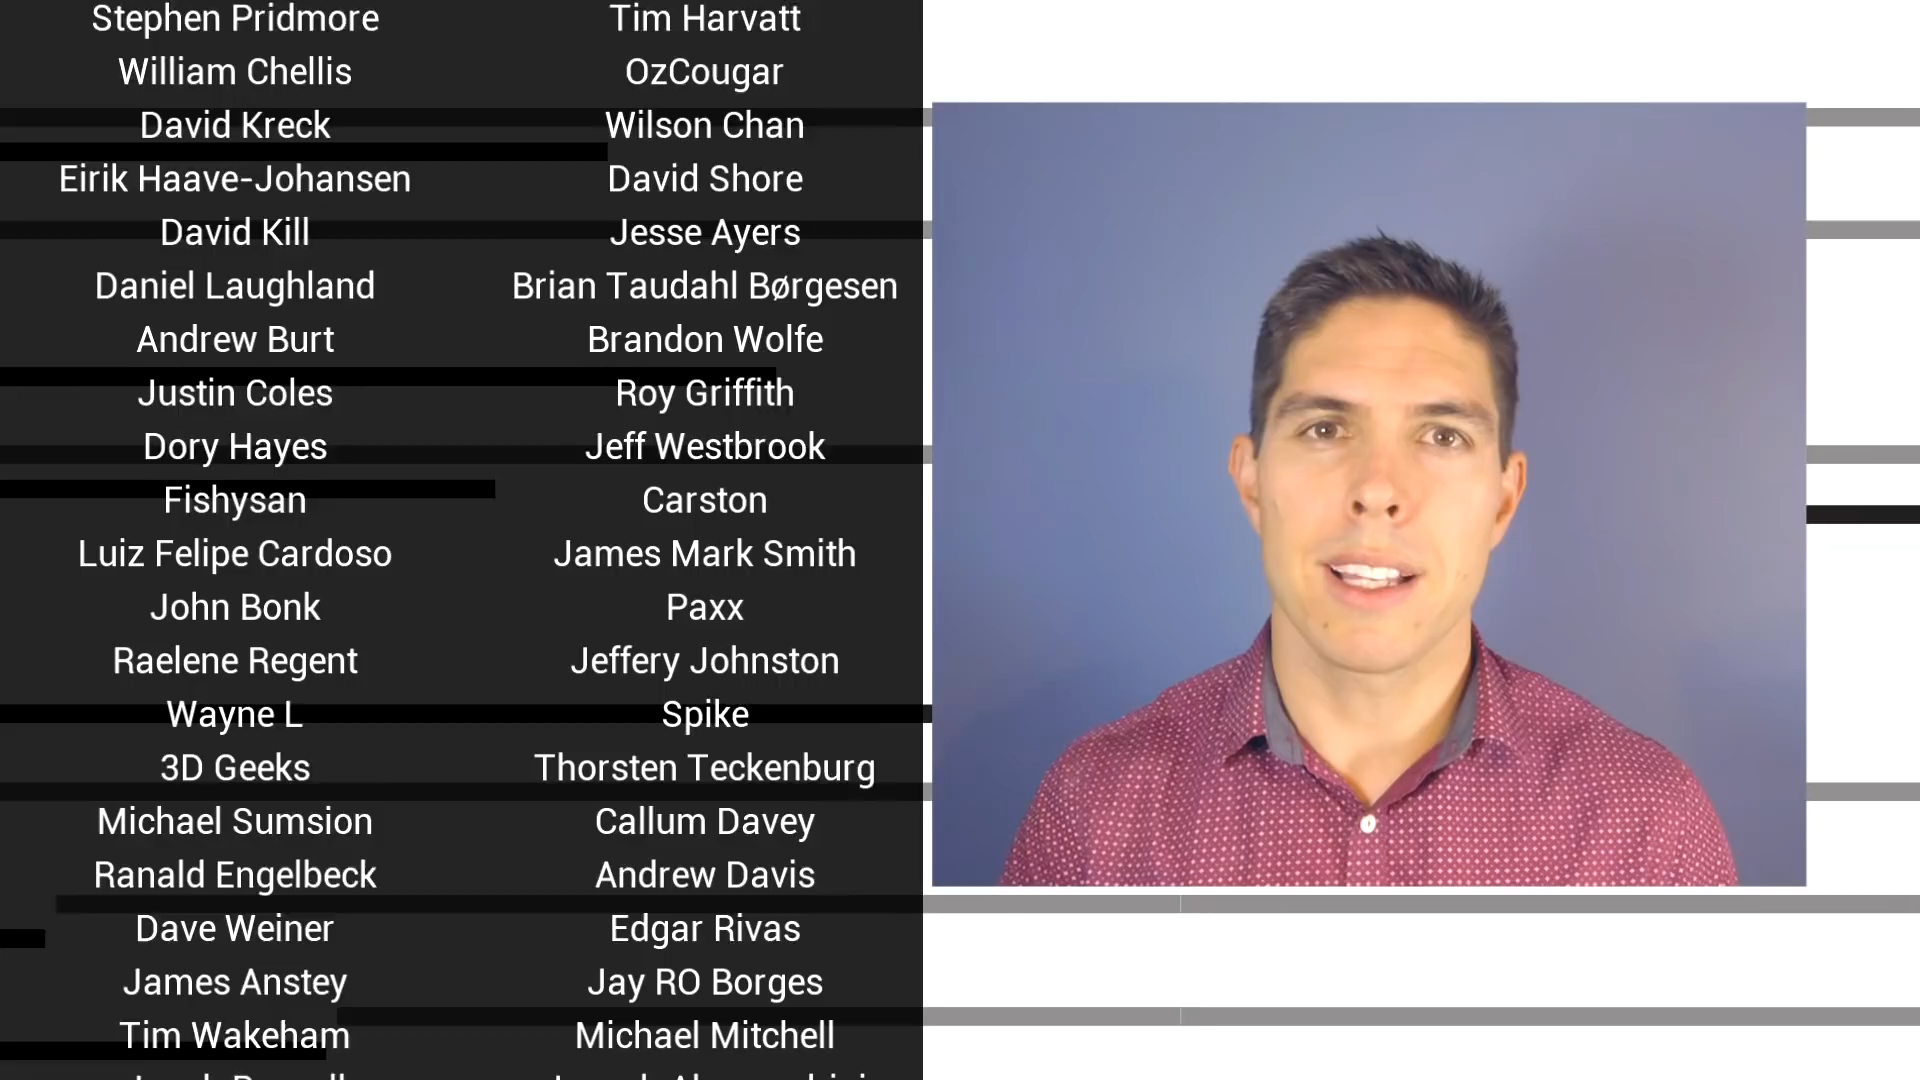 Stephen Pridmore
William Chellis
David Kreck
Eirik Haave-Johansen
David Kill
Daniel Laughland
Andrew Burt
Justin Coles
Dory Hayes
Fishysan
Luiz Felipe Cardoso
John Bonk
Raelene Regent
Wayne L
3D Geeks
Michael Sumsion
Ranald Engelbeck
Dave Weiner
James Anstey
Tim Wakeham
Tim Harvatt
OzCougar
Wilson Chan
David Shore
Jesse Ayers
Brian Taudahl Børgesen
Brandon Wolfe
Roy Griffith
Jeff Westbrook
Carston
James Mark Smith
Paxx
Jeffery Johnston
Spike
Thorsten Teckenburg
Callum Davey
Andrew Davis
Edgar Rivas
Jay RO Borges
Michael Mitchell